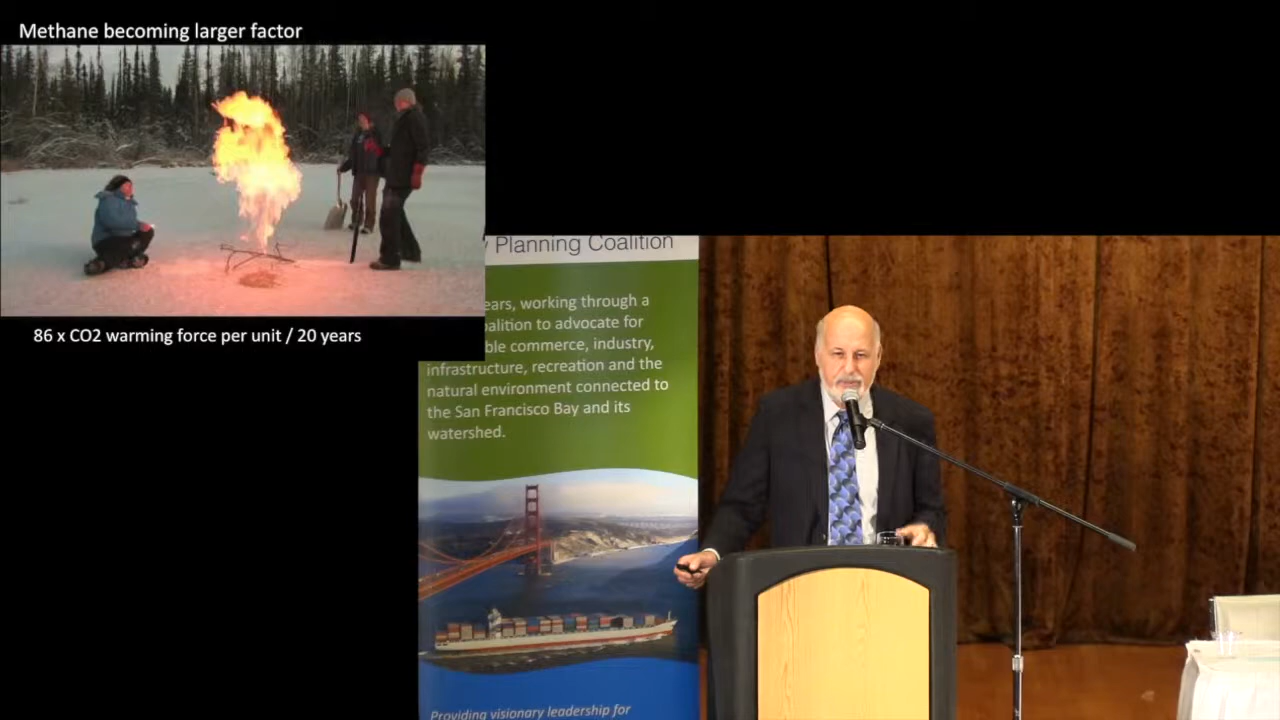 Methane becoming larger factor
86 x CO2 warming force per unit / 20 years
Planning Coalition
ears, working through a
alition to advocate for
ble commerce, industry,
infrastructure, recreation and the
natural environment connected to
the San Francisco Bay and its
watershed.
Providing visionary leadership for